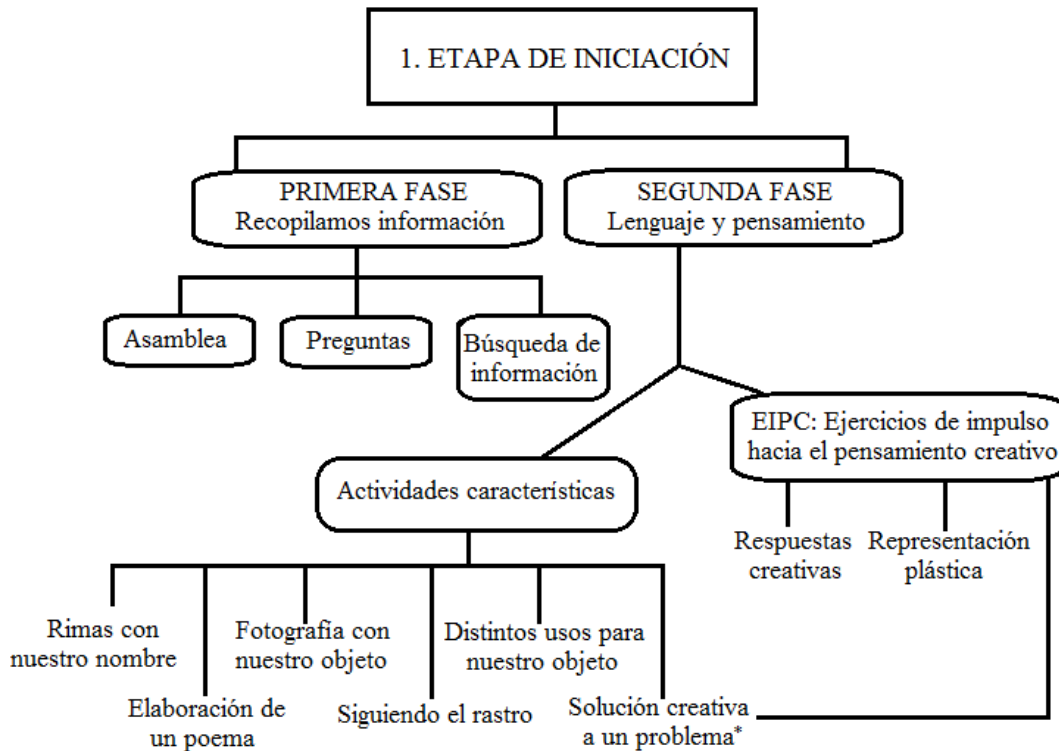 1. ETAPA DE INICIACIÓN
PRIMERA FASE
Recopilamos información
SEGUNDA FASE
Lenguaje y pensamiento
Asamblea
Preguntas
Búsqueda de
información
EIPC: Ejercicios de impulso
hacia el pensamiento creativo
Actividades características
Respuestas
creativas
Representación
plástica
Rimas con
nuestro nombre
Elaboración de
un poema
Fotografía con
nuestro objeto
Siguiendo el rastro
Distintos usos para
nuestro objeto
Solución creativa
a un problema*